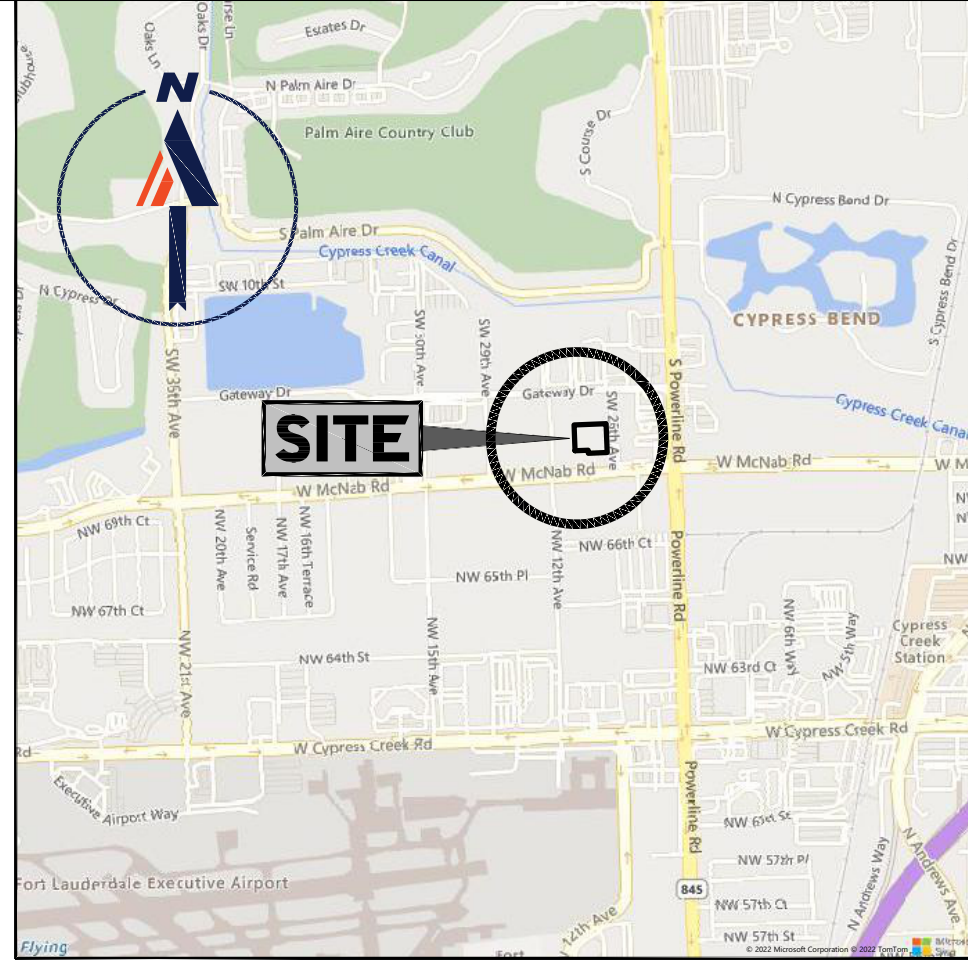 Oaks Ln
Oaks Dr
Estates Dr
N
N Palm Aire Dr
Palm Aire Country Club
S Course Dr
N Cypress Bend Dr
S Palm Aire Dr
Cypress Creek Canal
SW 10th St
N Cypress Dr
S Cypress Bend Dr
CYPRESS BEND
SW 30th Ave
SW 29th Ave
SW 35th Ave
S Powerline Rd
Gateway Dr
Gateway Dr
SW 26th Ave
Cypress Creek Canal
SITE
W McNab Rd
W McNab Rd
W McNab Rd
W M
NW 69th Ct
NW 20th Ave
Service Rd
NW 17th Ave
NW 16th Terrace
NW 12th Ave
NW 66th Ct
Powerline Rd
NW 65th Pl
NW
NW 67th Ct
NW 15th Ave
NW 6th Way
NW 5th Way
Cypress
Creek
Station
NW 21st Ave
NW 64th St
NW 63rd Ct
W Cypress Creek Rd
W Cypress Creek Rd
Rd
Executive Airport Way
Powerline Rd
NW 57th Pl
N Andrews Way
N Andrews Ave
Fort Lauderdale Executive Airport
845
NW 57th Ct
12th Ave
NW 57th St
Flying
Fort
© 2022 Microsoft Corporation © 2022 TomTom